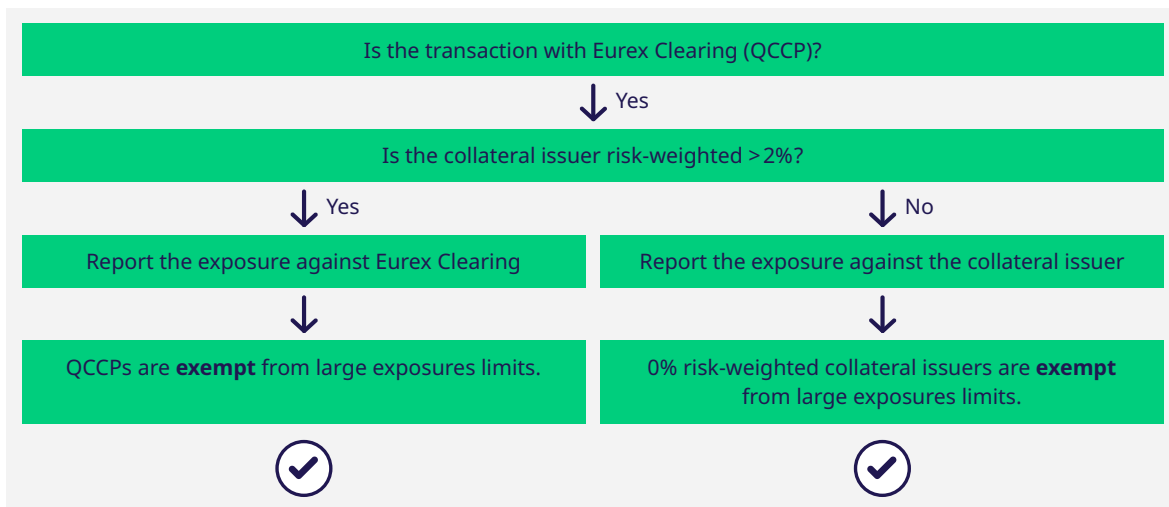 Is the transaction with Eurex Clearing (QCCP)?
Yes
Is the collateral issuer risk-weighted >2%?
Yes
No
Report the exposure against Eurex Clearing
Report the exposure against the collateral issuer
QCCPs are exempt from large exposures limits.
0% risk-weighted collateral issuers are exempt
from large exposures limits.